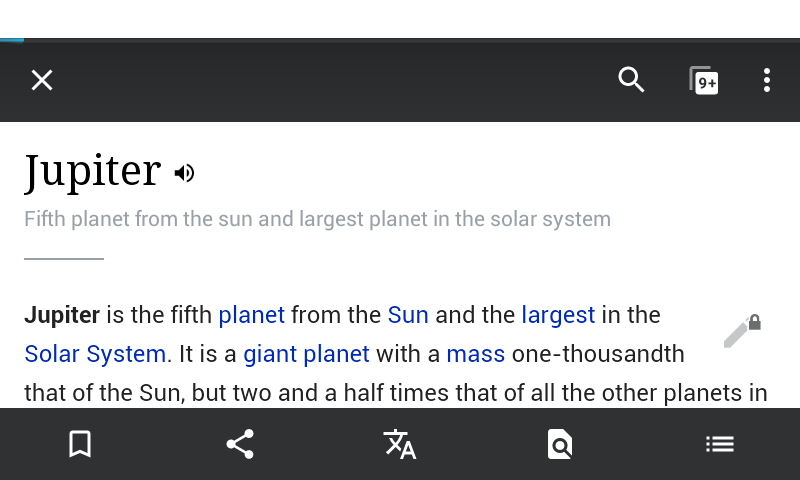 9+
Jupiter
Fifth planet from the sun and largest planet in the solar system
Jupiter is the fifth planet from the Sun and the largest in the
Solar System. It is a giant planet with a mass one-thousandth
that of the Sun, but two and a half times that of all the other planets in